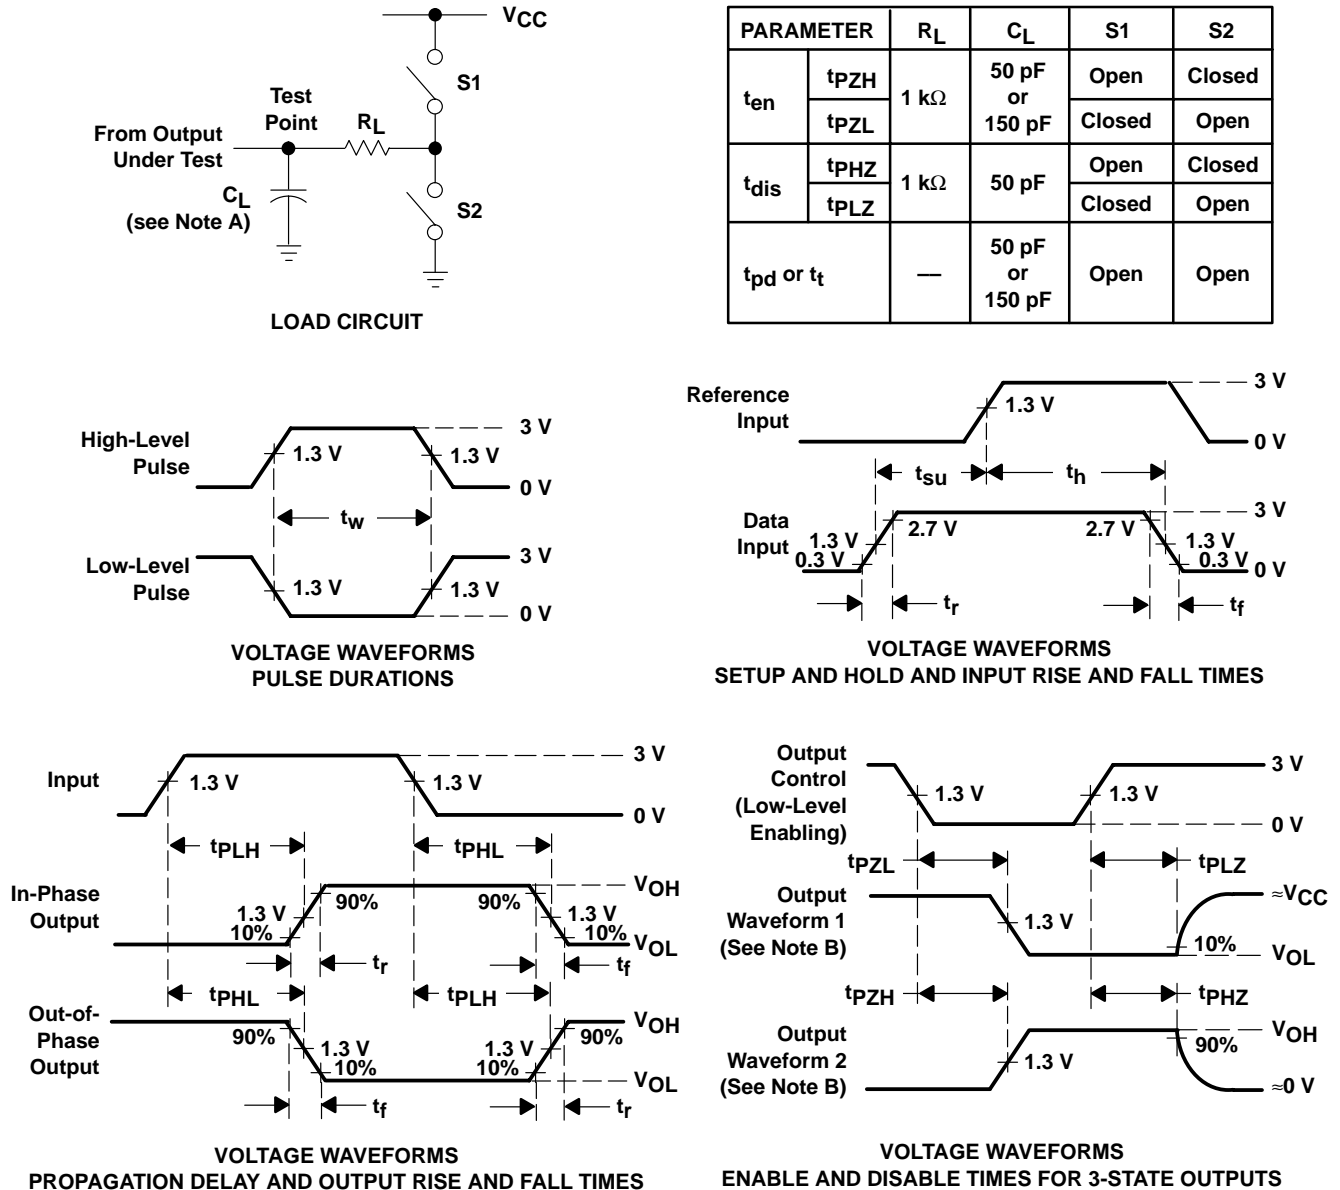 VCC
S1
Test
Point
RL
From Output
Under Test
CL
(see Note A)
S2
LOAD CIRCUIT
PARAMETER RL CL S1 S2
ten tPZH 1 kΩ 50 pF or 150 pF Open Closed
tPZL Closed Open
tdis tPHZ 1 kΩ 50 pF Open Closed
tPLZ Closed Open
tpd or tt — 50 pF or 150 pF Open Open
High-Level
Pulse
1.3 V
1.3 V
3 V
0 V
tw
Low-Level
Pulse
1.3 V
1.3 V
3 V
0 V
VOLTAGE WAVEFORMS
PULSE DURATIONS
Reference
Input
1.3 V
3 V
0 V
tsu
th
Data
Input
1.3 V
0.3 V
2.7 V
2.7 V
3 V
1.3 V
0.3 V
0 V
tr
tf
VOLTAGE WAVEFORMS
SETUP AND HOLD AND INPUT RISE AND FALL TIMES
Input
1.3 V
1.3 V
3 V
0 V
tPLH
tPHL
In-Phase
Output
1.3 V
10%
90%
90%
1.3 V
10%
VOH
VOL
tr
tf
tPHL
tPLH
Out-of-
Phase
Output
90%
1.3 V
10%
1.3 V
10%
90%
VOH
VOL
tf
tr
VOLTAGE WAVEFORMS
PROPAGATION DELAY AND OUTPUT RISE AND FALL TIMES
Output
Control
(Low-Level
Enabling)
1.3 V
1.3 V
3 V
0 V
tPZL
tPLZ
Output
Waveform 1
(See Note B)
1.3 V
10%
≈VCC
VOL
tPZH
tPHZ
Output
Waveform 2
(See Note B)
1.3 V
90%
VOH
≈0 V
VOLTAGE WAVEFORMS
ENABLE AND DISABLE TIMES FOR 3-STATE OUTPUTS